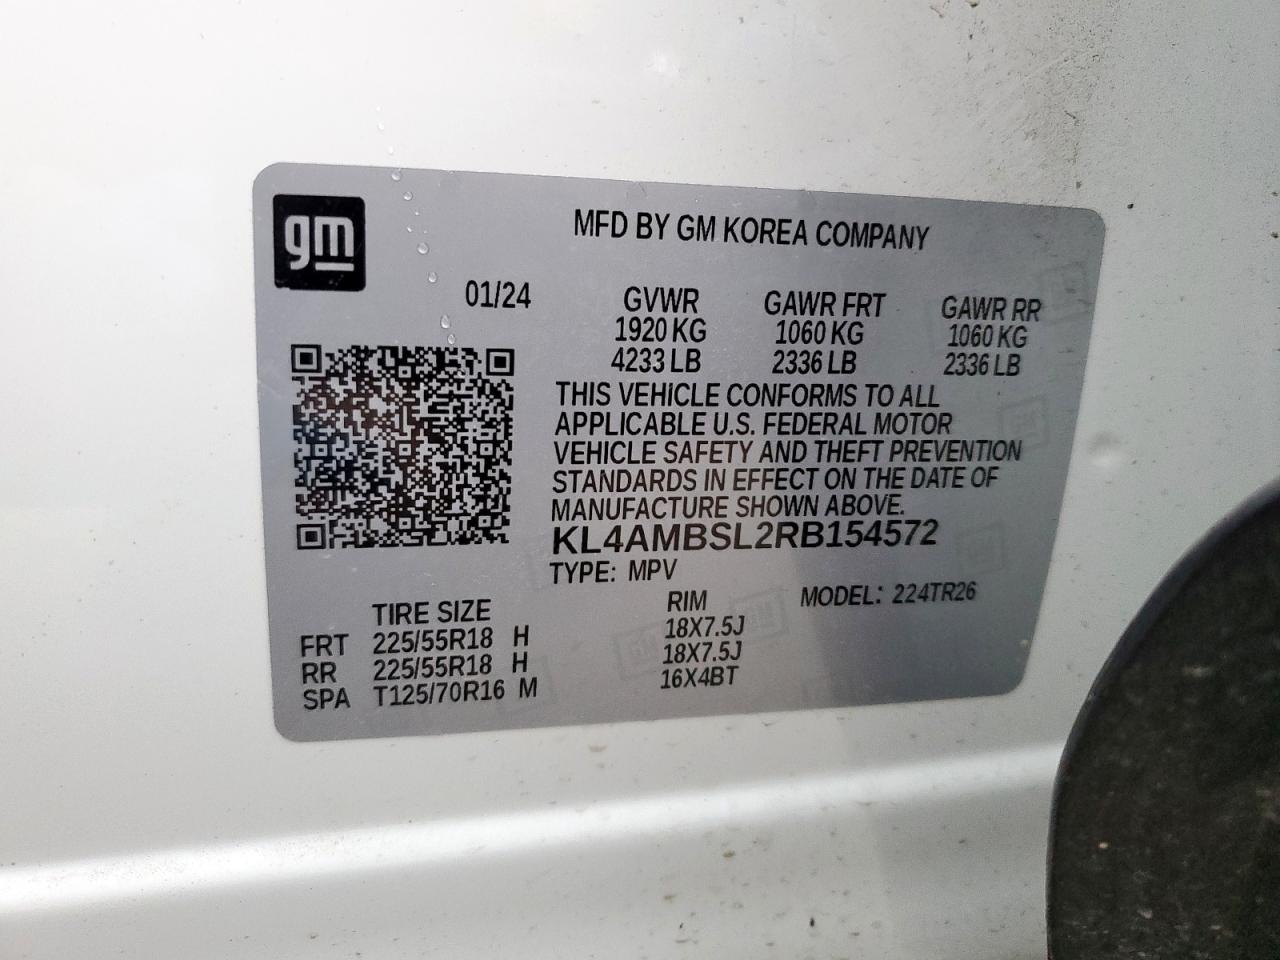 gm
MFD BY GM KOREA COMPANY
01/24
GVWR GAWR FRT GAWR RR
1920 KG 1060 KG 1060 KG
4233 LB 2336 LB 2336 LB
THIS VEHICLE CONFORMS TO ALL
APPLICABLE U.S. FEDERAL MOTOR
VEHICLE SAFETY AND THEFT PREVENTION
STANDARDS IN EFFECT ON THE DATE OF
MANUFACTURE SHOWN ABOVE.
KL4AMBSL2RB154572
TYPE: MPV
MODEL: 224TR26
TIRE SIZE RIM
FRT 225/55R18 H 18X7.5J
RR 225/55R18 H 18X7.5J
SPA T125/70R16 M 16X4BT